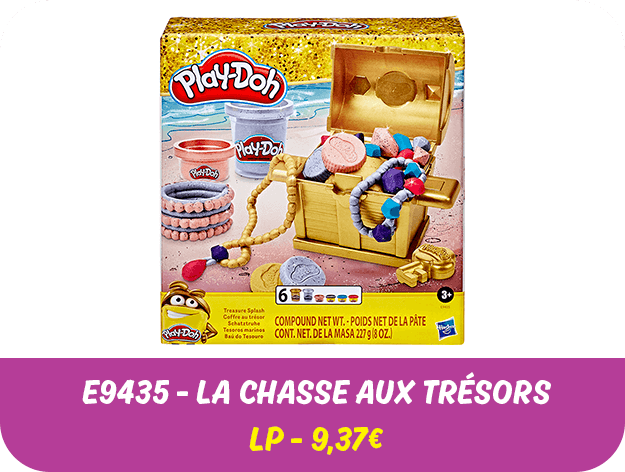 Play-Doh
Play-Doh
Play-Doh
6
3+
Treasure Splash
Coffre au trésor
Schatztruhe
Tesoros marinos
Baú do Tesouro
COMPOUND NET WT. - POIDS NET DE LA PÂTE
CONT. NET. DE LA MASA 227 g (8 OZ.)
Play-Doh
Hasbro
E9435 - LA CHASSE AUX TRÉSORS
LP - 9,37€